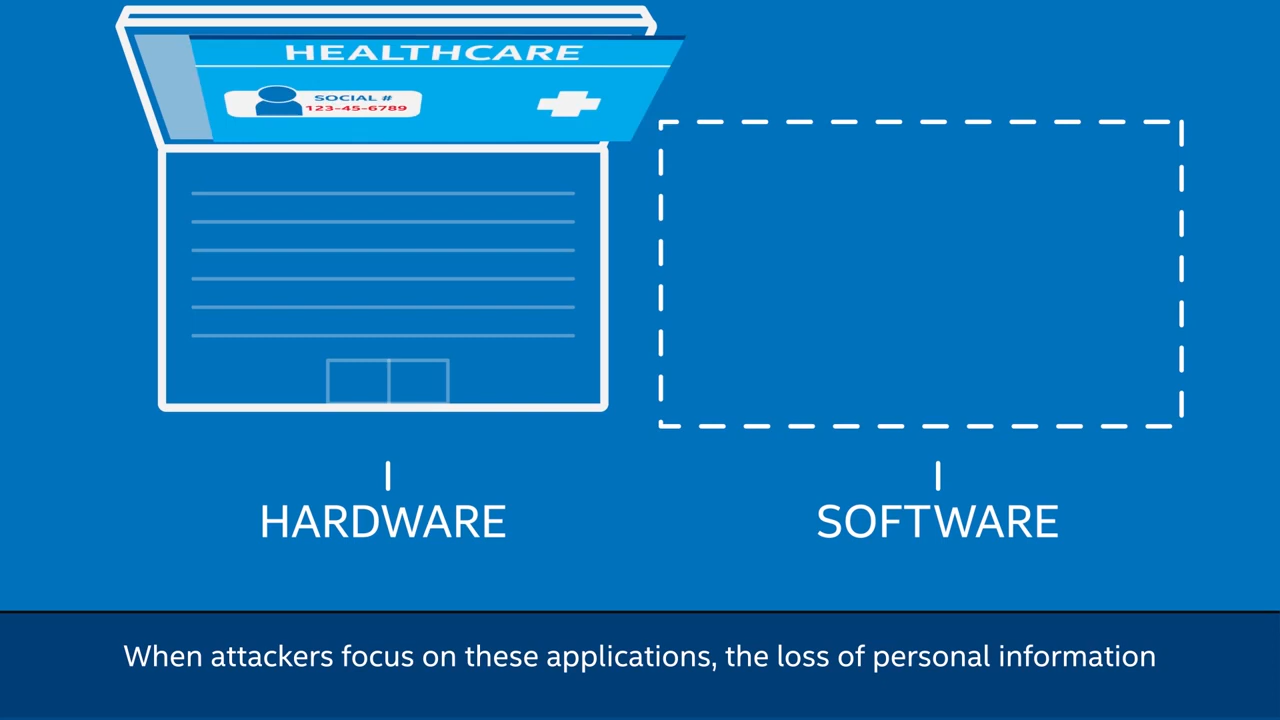 HEALTHCARE
SOCIAL #
123-45-6789
HARDWARE
SOFTWARE
When attackers focus on these applications, the loss of personal information